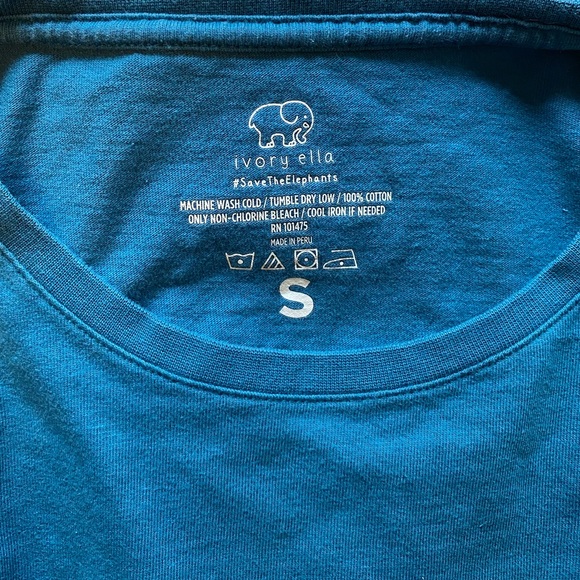 ivory ella
#SaveTheElephants
MACHINE WASH COLD / TUMBLE DRY LOW / 100% COTTON
ONLY NON-CHLORINE BLEACH / COOL IRON IF NEEDED
RN 101475
MADE IN PERU
S